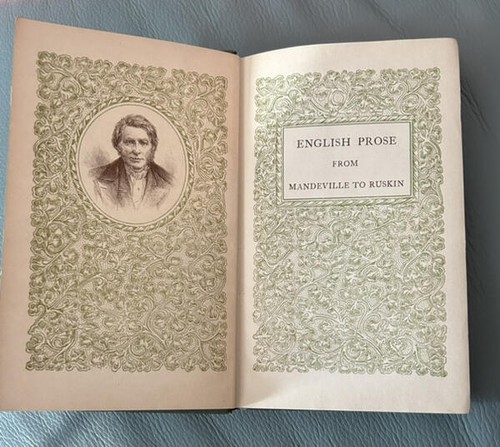 ENGLISH PROSE
FROM
MANDEVILLE TO RUSKIN